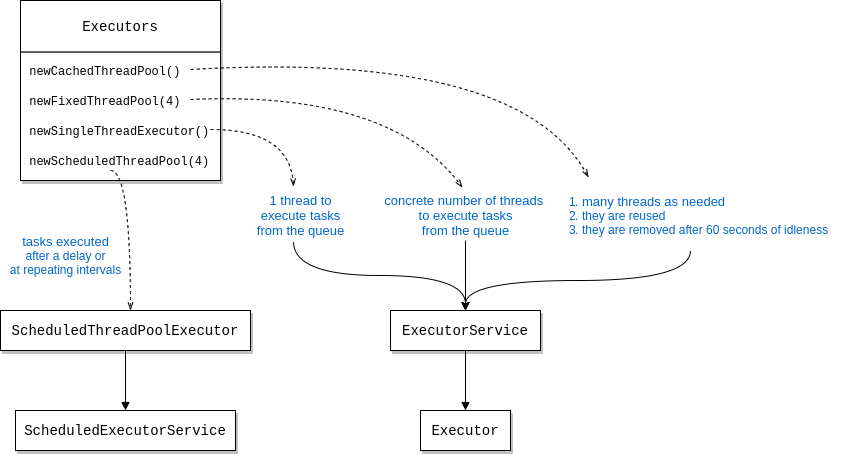 Executors
newCachedThreadPool()
newFixedThreadPool(4)
newSingleThreadExecutor()
newScheduledThreadPool(4)
1 thread to
execute tasks
from the queue
concrete number of threads
to execute tasks
from the queue
1. many threads as needed
2. they are reused
3. they are removed after 60 seconds of idleness
tasks executed
after a delay or
at repeating intervals
ScheduledThreadPoolExecutor
ExecutorService
ScheduledExecutorService
Executor